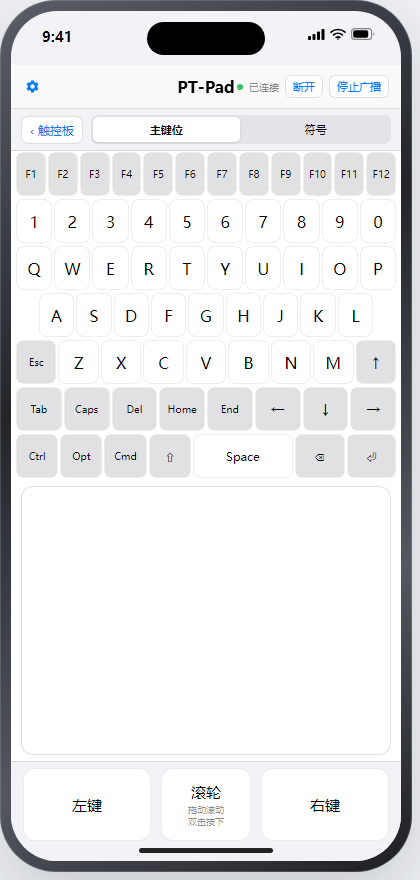 9:41
PT-Pad 已连接 断开 停止广播
‹ 触控板 主键位 符号
F1 F2 F3 F4 F5 F6 F7 F8 F9 F10 F11 F12
1 2 3 4 5 6 7 8 9 0
Q W E R T Y U I O P
A S D F G H J K L
Esc Z X C V B N M ↑
Tab Caps Del Home End ← ↓ →
Ctrl Opt Cmd ⇧ Space ⌫ ⏎
左键 滚轮 右键
拖动滚动
双击按下